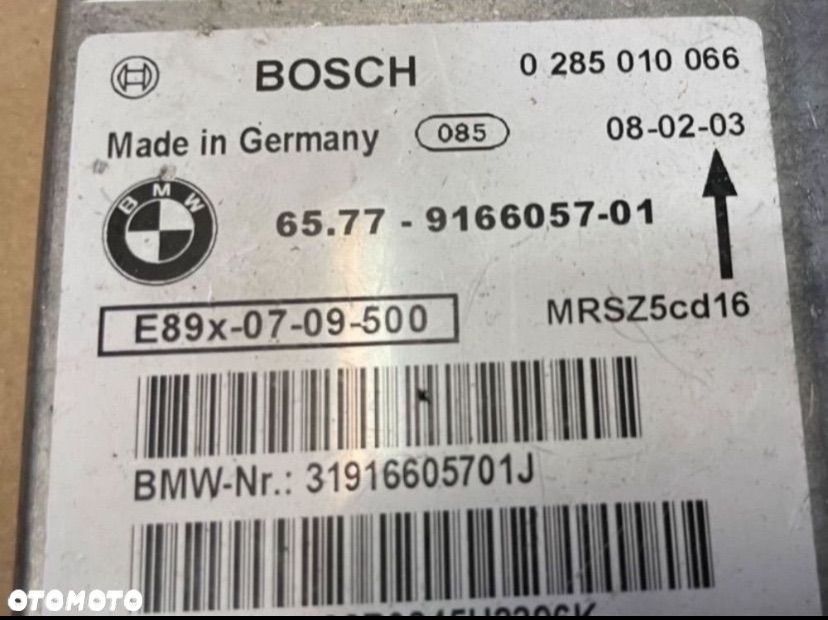 BOSCH 0 285 010 066
Made in Germany 085 08-02-03
BMW
65.77 - 9166057-01
E89x-07-09-500 MRSZ5cd16
BMW-Nr.: 31916605701J
OTOMOTO